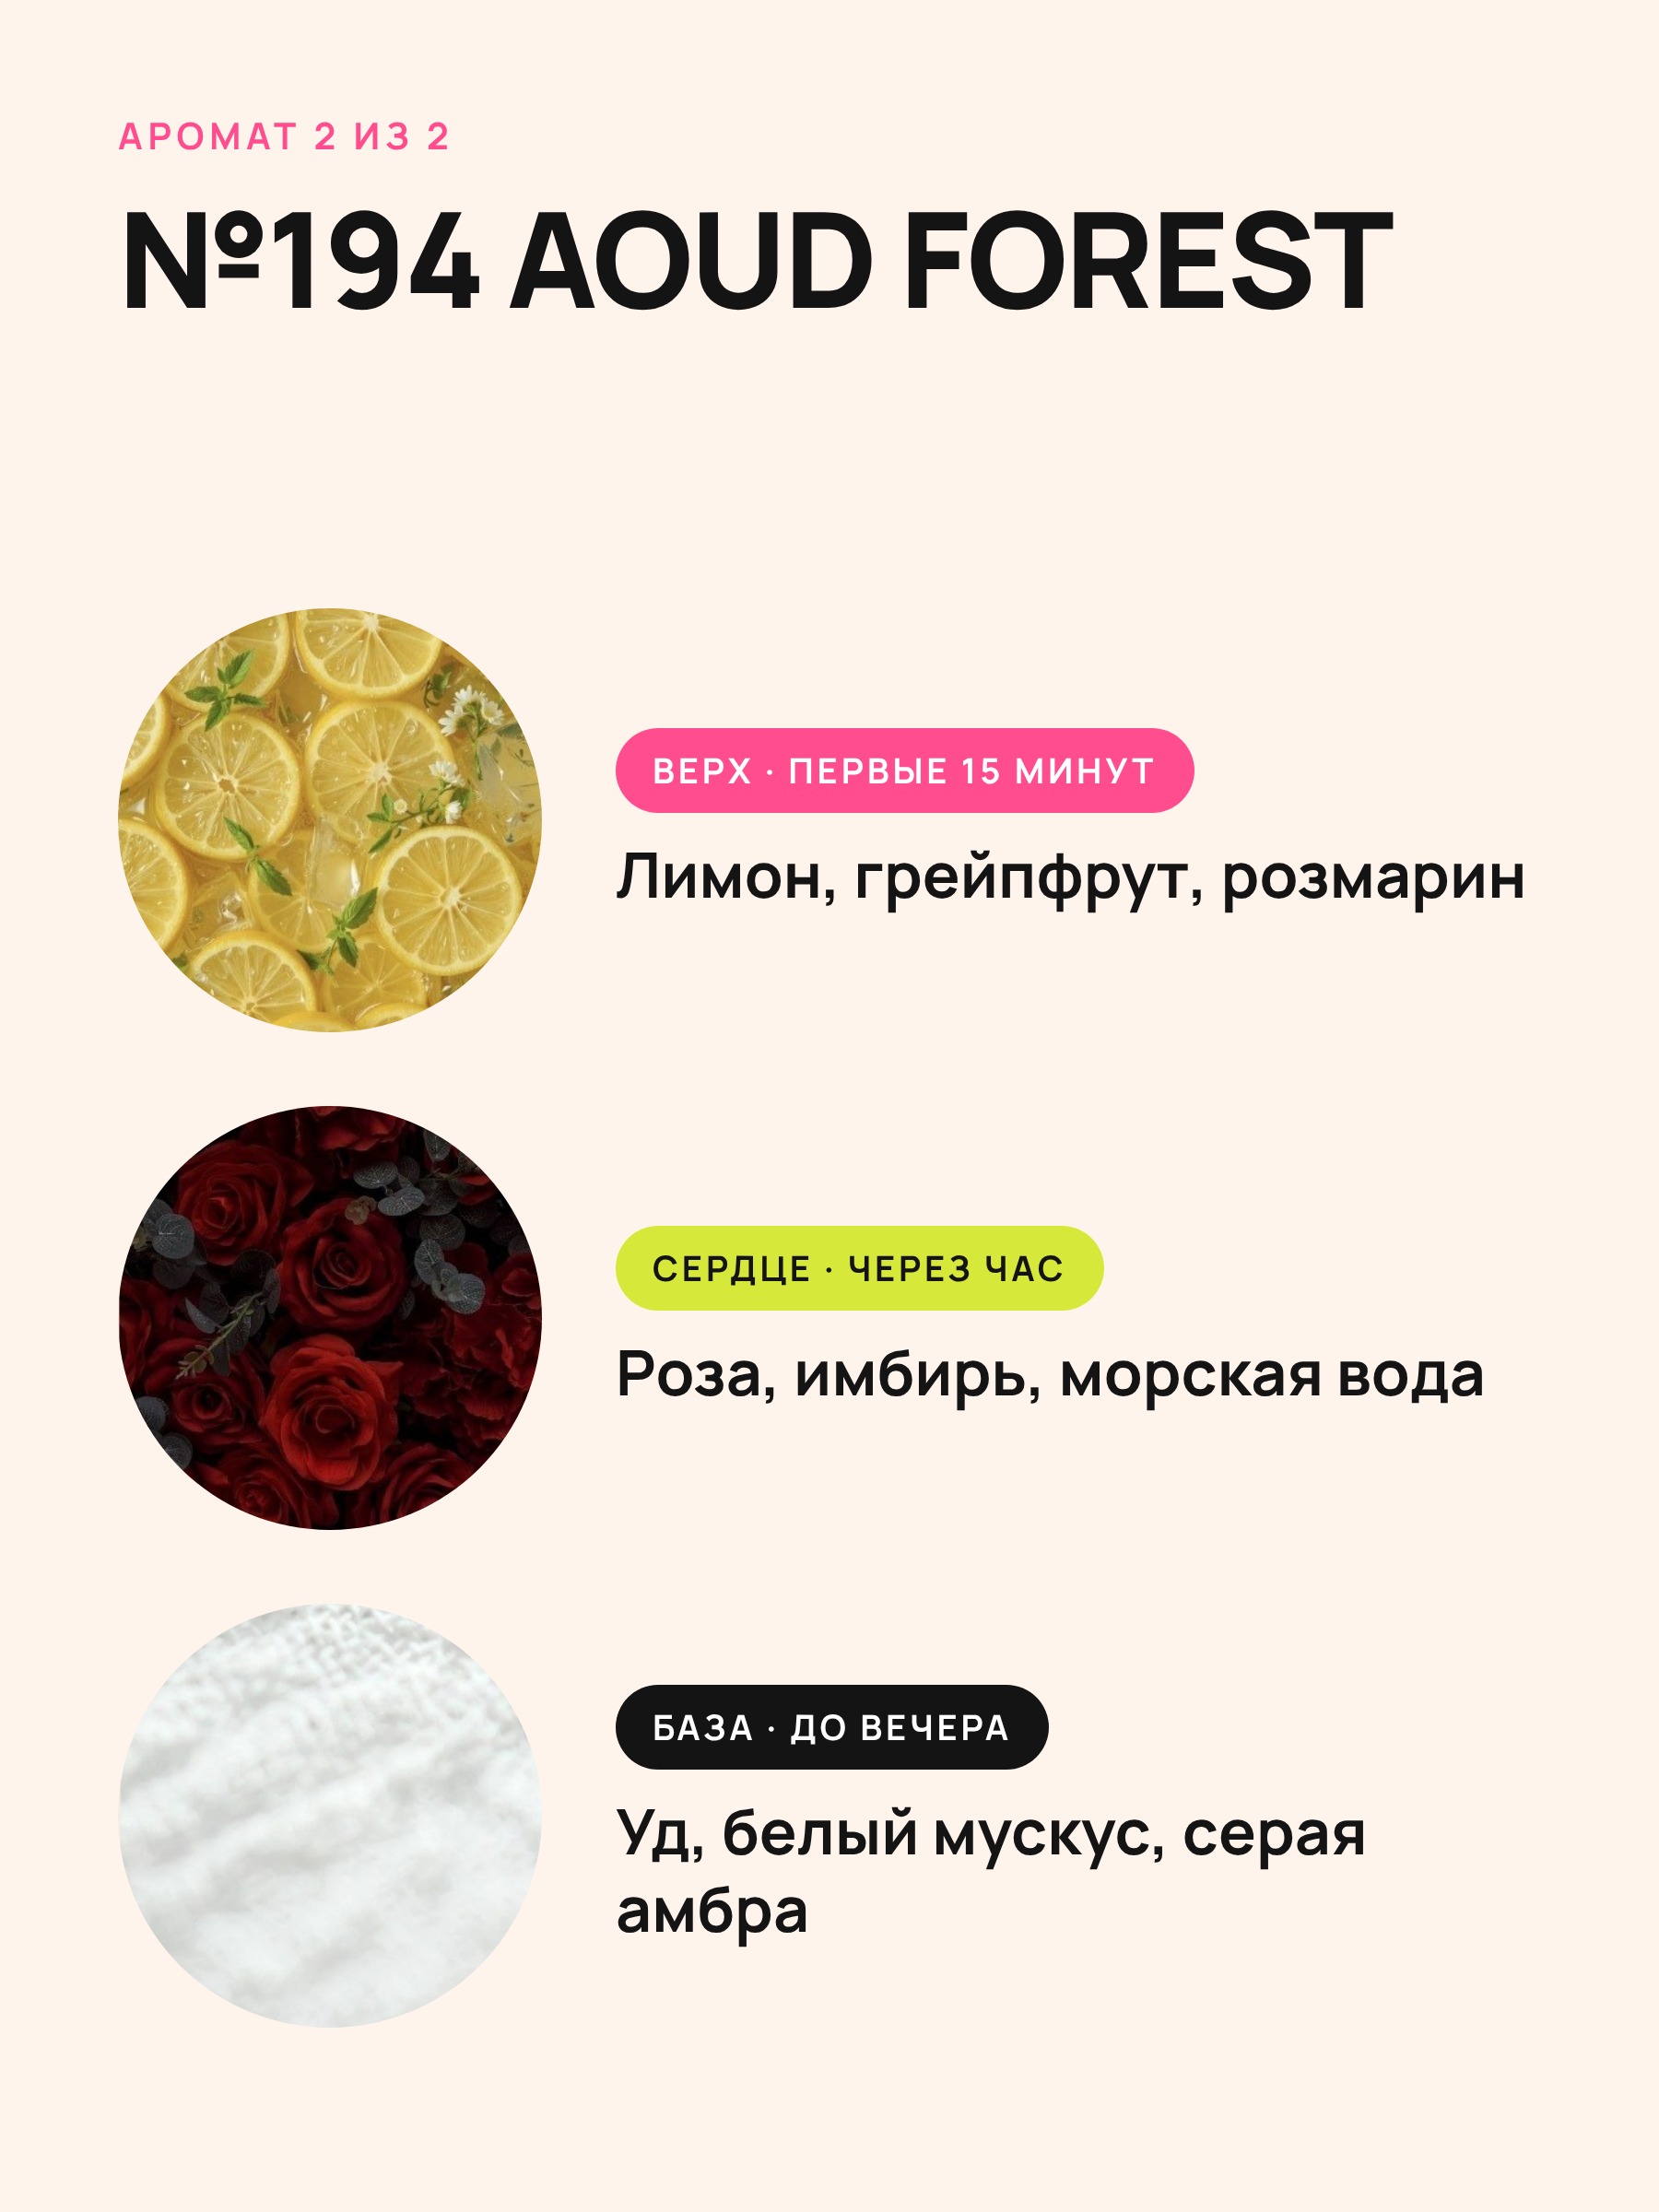 АРОМАТ 2 ИЗ 2
№194 AOUD FOREST
ВЕРХ · ПЕРВЫЕ 15 МИНУТ
Лимон, грейпфрут, розмарин
СЕРДЦЕ · ЧЕРЕЗ ЧАС
Роза, имбирь, морская вода
БАЗА · ДО ВЕЧЕРА
Уд, белый мускус, серая
амбра